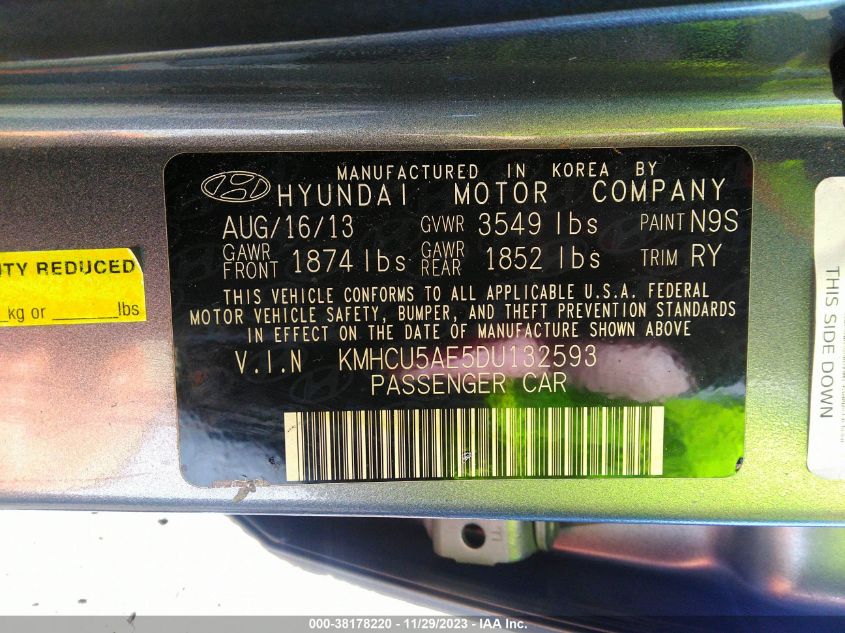 MANUFACTURED IN KOREA BY
HYUNDAI MOTOR COMPANY
AUG/16/13 GVWR 3549 lbs PAINT N9S
GAWR FRONT 1874 lbs GAWR REAR 1852 lbs TRIM RY
THIS VEHICLE CONFORMS TO ALL APPLICABLE U.S.A. FEDERAL
MOTOR VEHICLE SAFETY, BUMPER, AND THEFT PREVENTION STANDARDS
IN EFFECT ON THE DATE OF MANUFACTURE SHOWN ABOVE
V.I.N KMHCU5AE5DU132593
PASSENGER CAR
TY REDUCED
kg or ______lbs
THIS SIDE DOWN
000-38178220 - 11/29/2023 - IAA Inc.